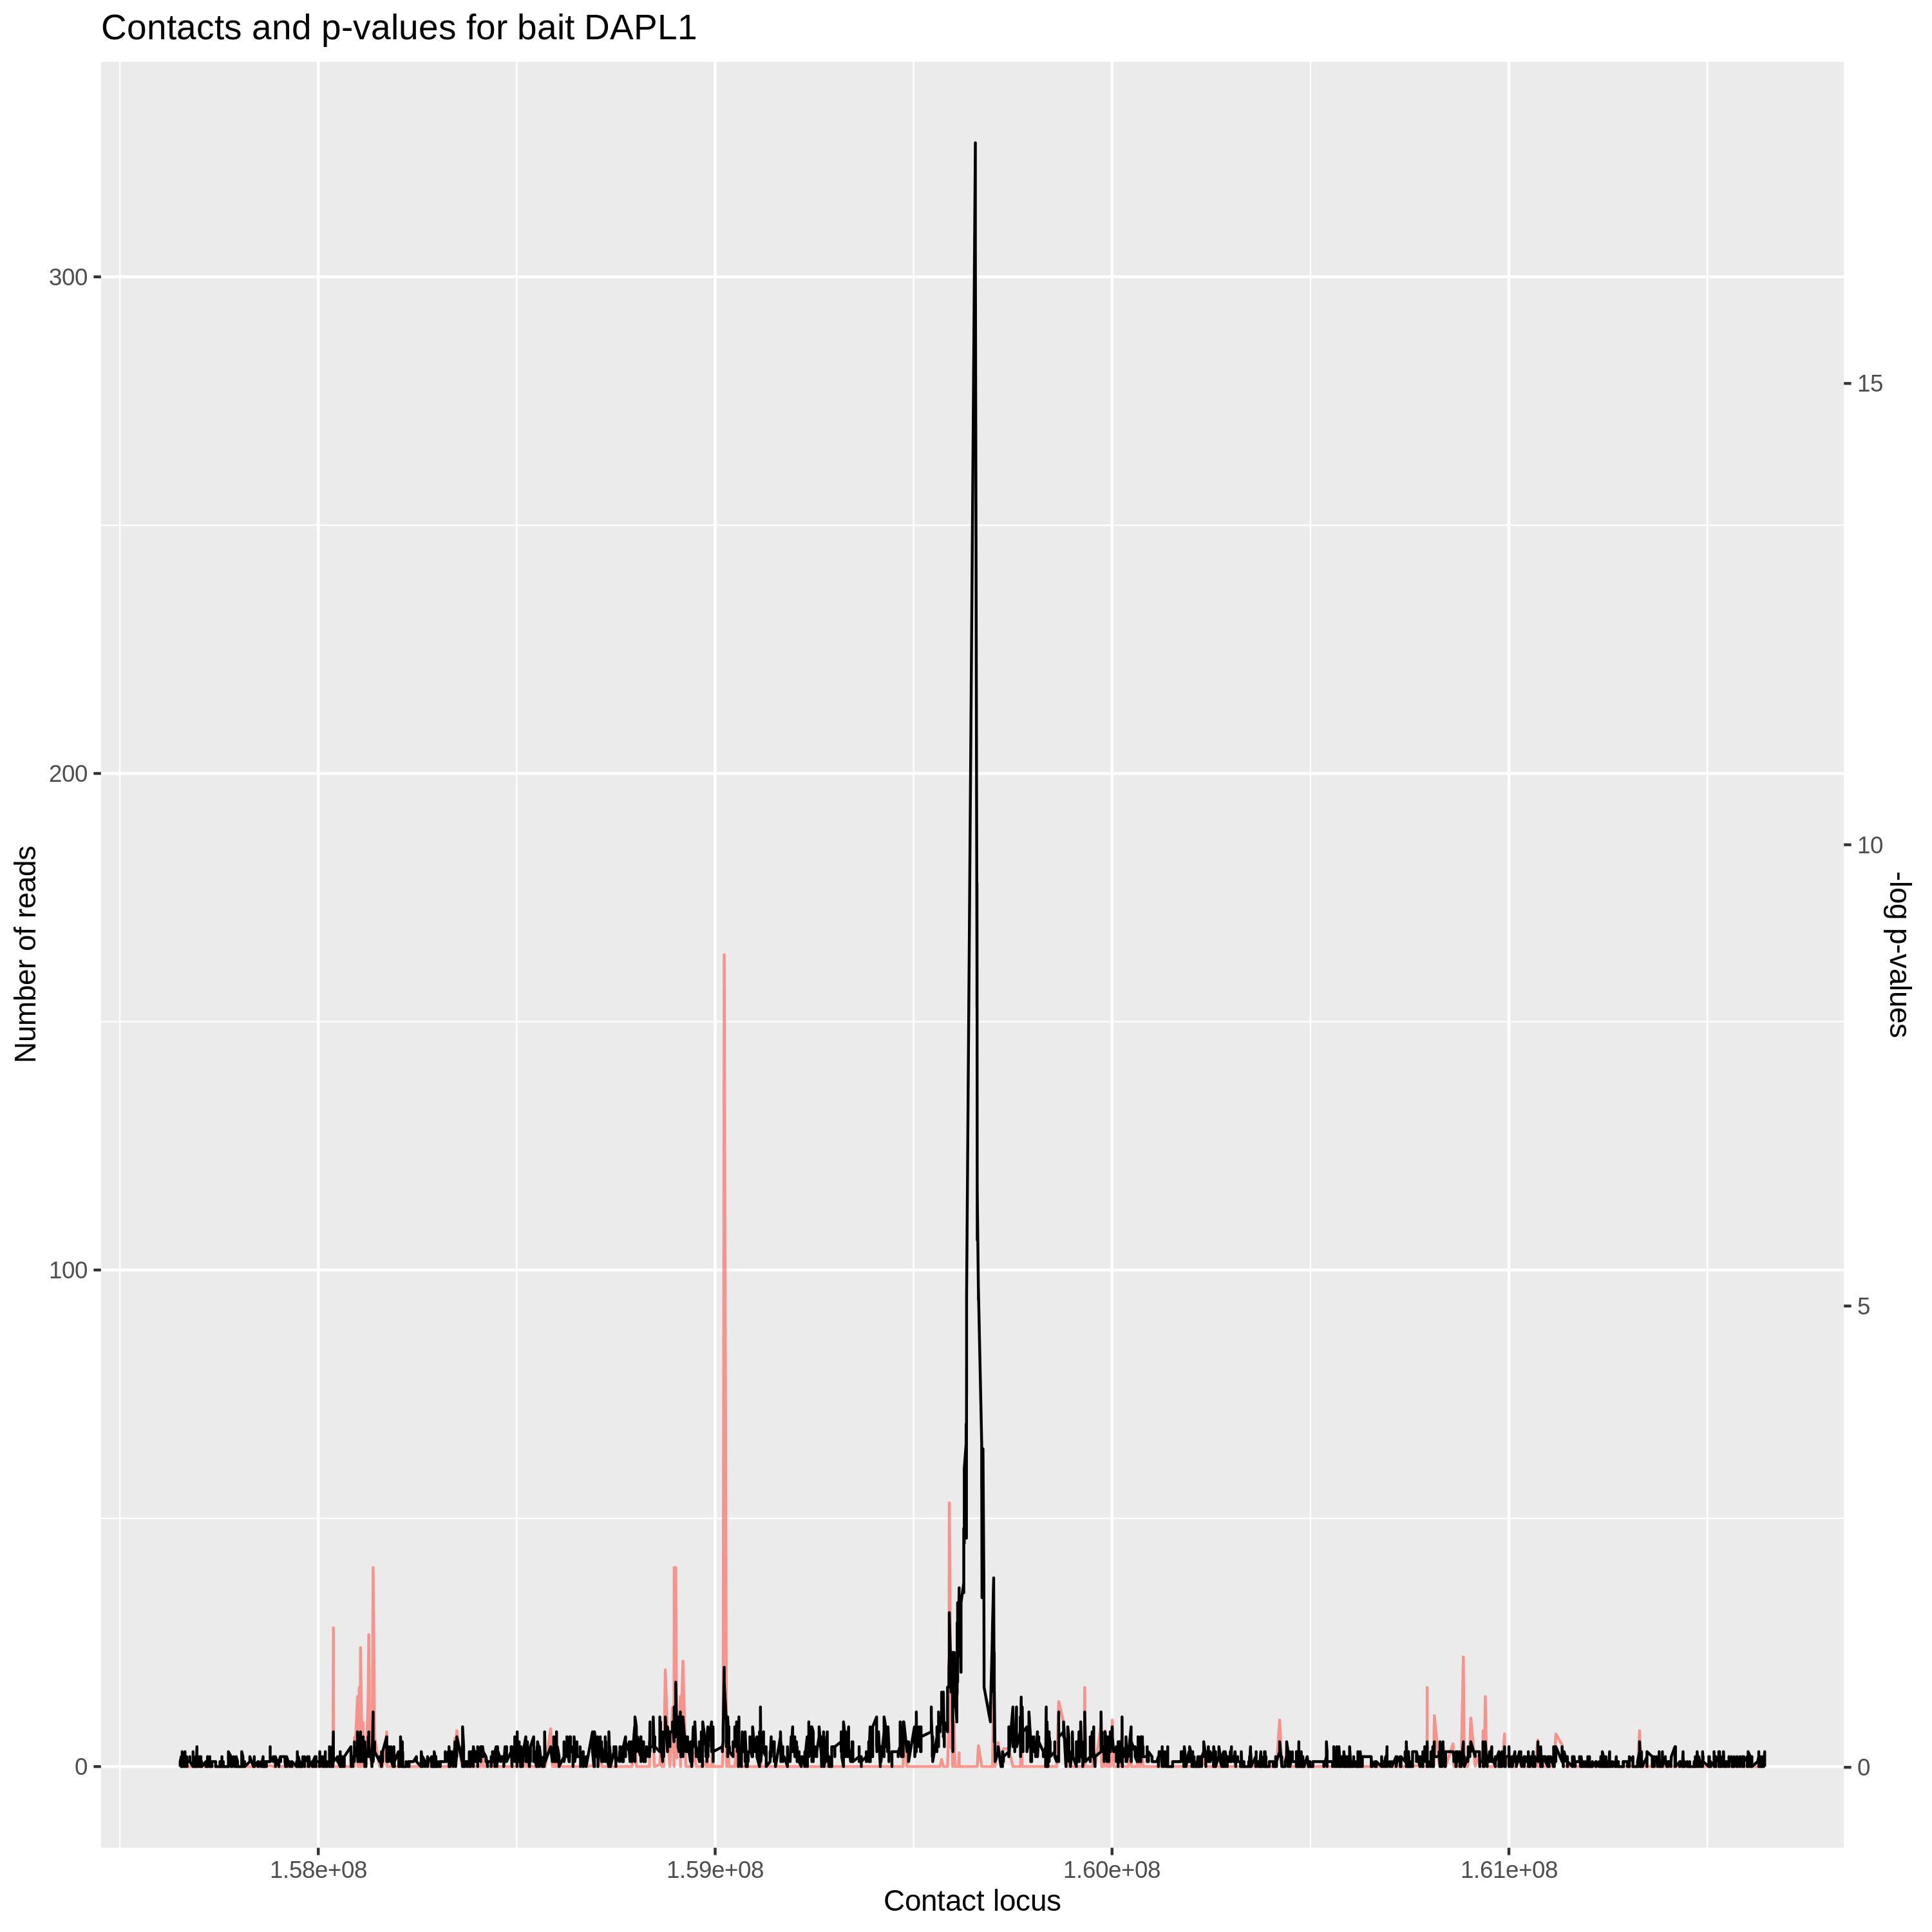 Contacts and p-values for bait DAPL1
Number of reads
300
200
100
0
15
10
5
0
-log p-values
1.58e+08
1.59e+08
1.60e+08
1.61e+08
Contact locus